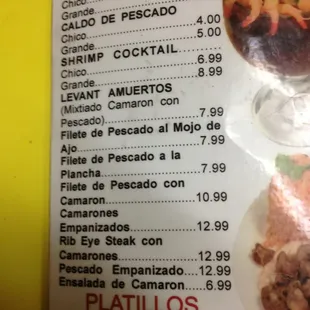 Chico
Grande
CALDO DE PESCADO
Chico..........................4.00
Grande........................5.00
SHRIMP COCKTAIL..........
Chico..........................6.99
Grande........................8.99
LEVANT AMUERTOS
(Mixtiado Camaron con
Pescado)......................7.99
Filete de Pescado al Mojo de
Ajo.............................7.99
Filete de Pescado a la
Plancha.......................7.99
Filete de Pescado con
Camaron.....................10.99
Camarones
Empanizados...............12.99
Rib Eye Steak con
Camarones..................12.99
Pescado Empanizado....12.99
Ensalada de Camaron....6.99
PLATILLOS